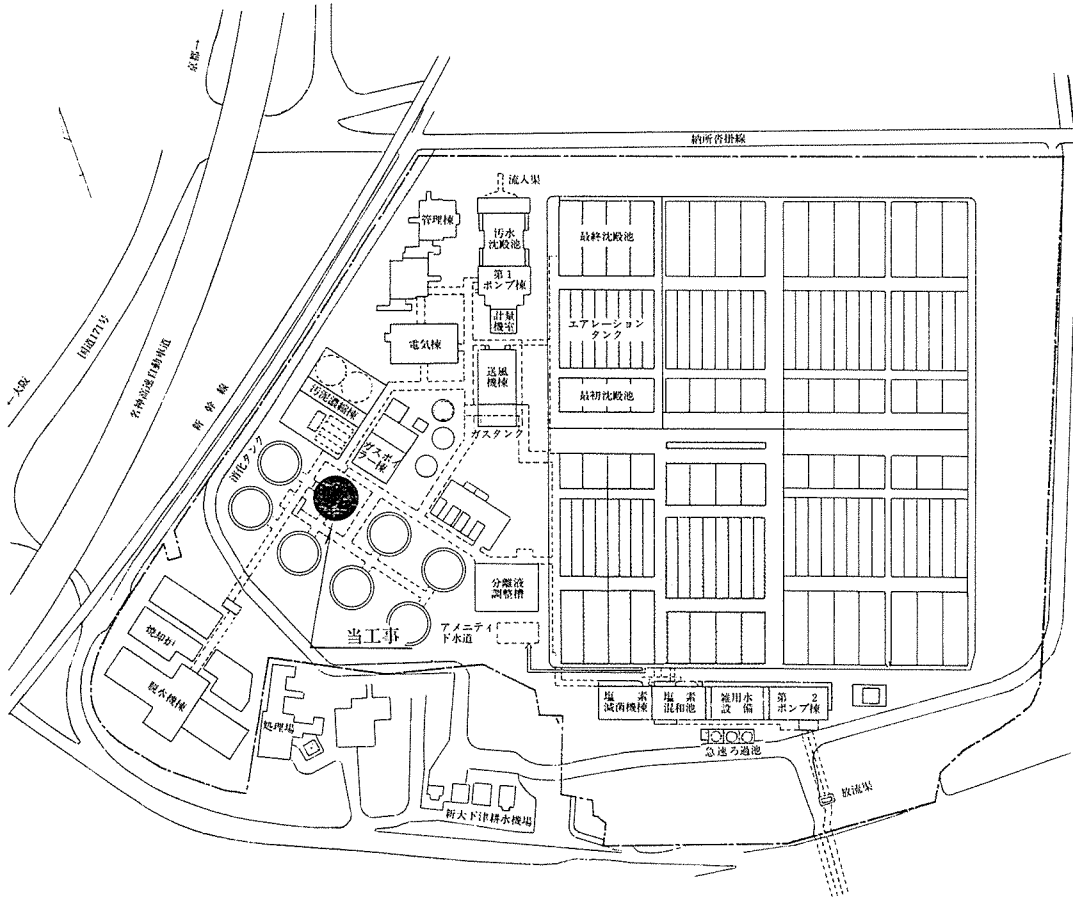 京都→
納所沓掛線
流入渠
管理棟
汚水
沈殿池
最終沈殿池
第1
ポンプ棟
計量
機室
国道171号
名神高速自動車道
←大阪
新幹線
電気棟
エアレーション
タンク
送風
機棟
汚泥濃縮棟
最初沈殿池
ガスタンク
消化タンク
ガスボイ
ラー棟
分離液
調整槽
アメニティ
下水道
当工事
焼却炉
脱水機棟
処理場
塩素
滅菌機棟
塩素
混和池
雑用水
設備
第2
ポンプ棟
急速ろ過池
放流渠
新大下津耕水機場